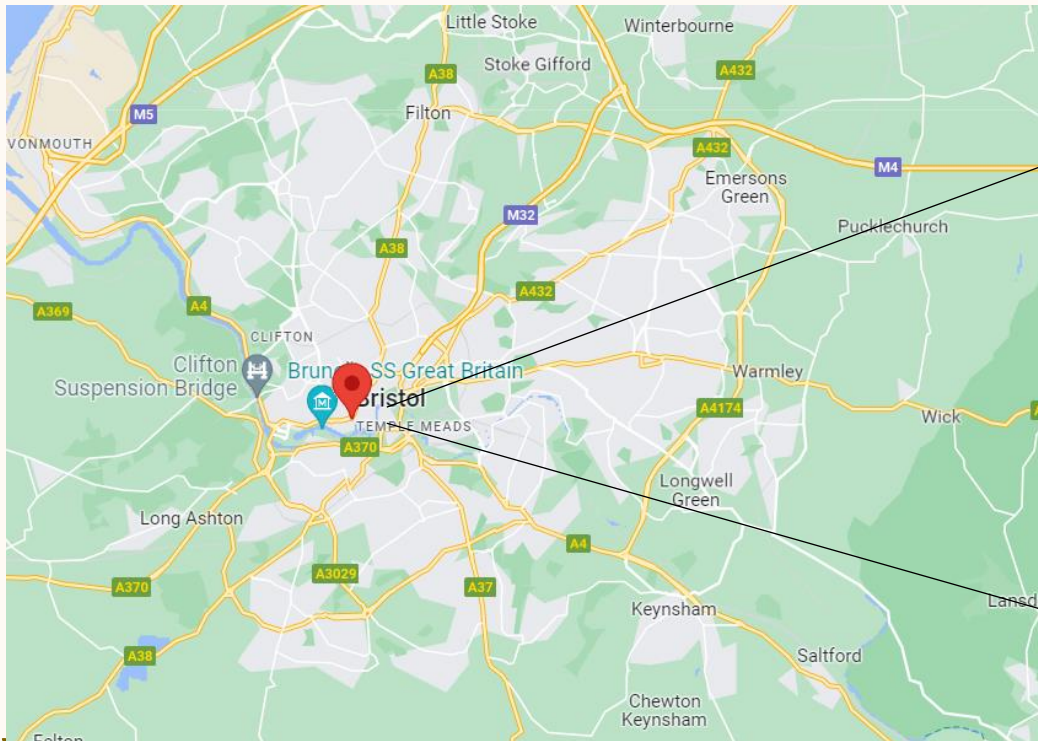 Little Stoke
Winterbourne
A432
Stoke Gifford
A38
M5
Filton
VONMOUTH
A432
M4
Emersons
Green
M32
Pucklechurch
A38
A432
A4
A369
CLIFTON
Clifton
Suspension Bridge
SS Great Britain
Warmley
Bristol
A4174
Wick
TEMPLE MEADS
A370
Longwell
Green
Long Ashton
A4
A3029
A370
A37
Keynsham
Lansd
A38
Saltford
Chewton
Keynsham